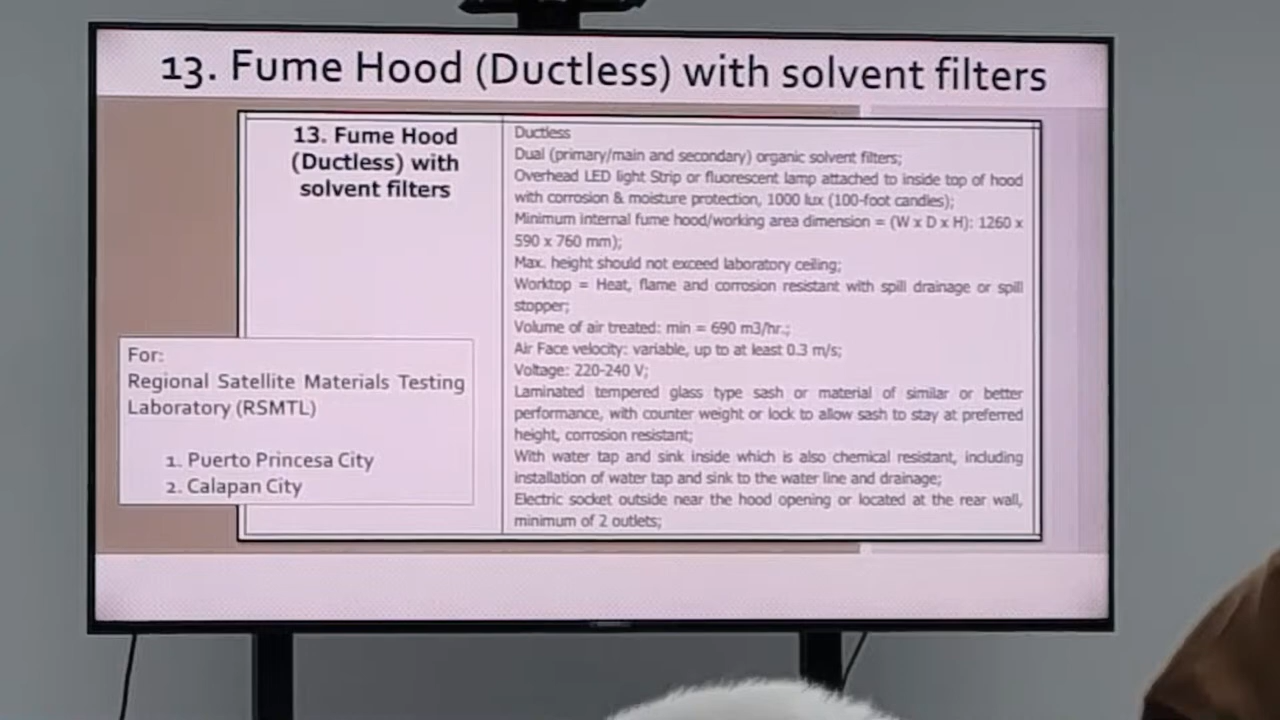 13. Fume Hood (Ductless) with solvent filters
13. Fume Hood
(Ductless) with
solvent filters
For:
Regional Satellite Materials Testing
Laboratory (RSMTL)
1. Puerto Princesa City
2. Calapan City
Ductless
Dual (primary/main and secondary) organic solvent filters;
Overhead LED light Strip or fluorescent lamp attached to inside top of hood
with corrosion & moisture protection, 1000 lux (100-foot candles);
Minimum internal fume hood/working area dimension = (W x D x H): 1260 x
590 x 760 mm);
Max. height should not exceed laboratory ceiling;
Worktop = Heat, flame and corrosion resistant with spill drainage or spill
stopper;
Volume of air treated: min = 690 m3/hr.;
Air Face velocity: variable, up to at least 0.3 m/s;
Voltage: 220-240 V;
Laminated tempered glass type sash or material of similar or better
performance, with counter weight or lock to allow sash to stay at preferred
height, corrosion resistant;
With water tap and sink inside which is also chemical resistant, including
installation of water tap and sink to the water line and drainage;
Electric socket outside near the hood opening or located at the rear wall,
minimum of 2 outlets;